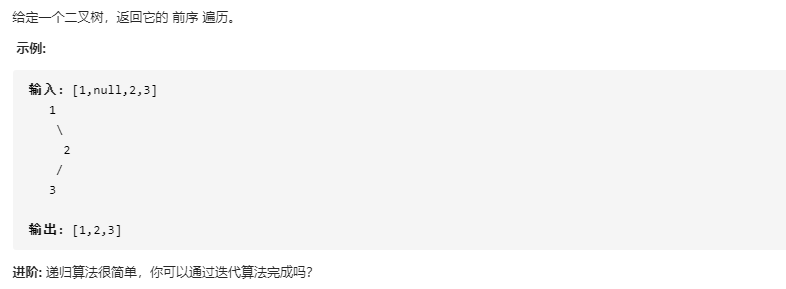 给定一个二叉树，返回它的 前序 遍历。
示例:
输入: [1,null,2,3]
1
\
2
/
3
输出: [1,2,3]
进阶: 递归算法很简单，你可以通过迭代算法完成吗？